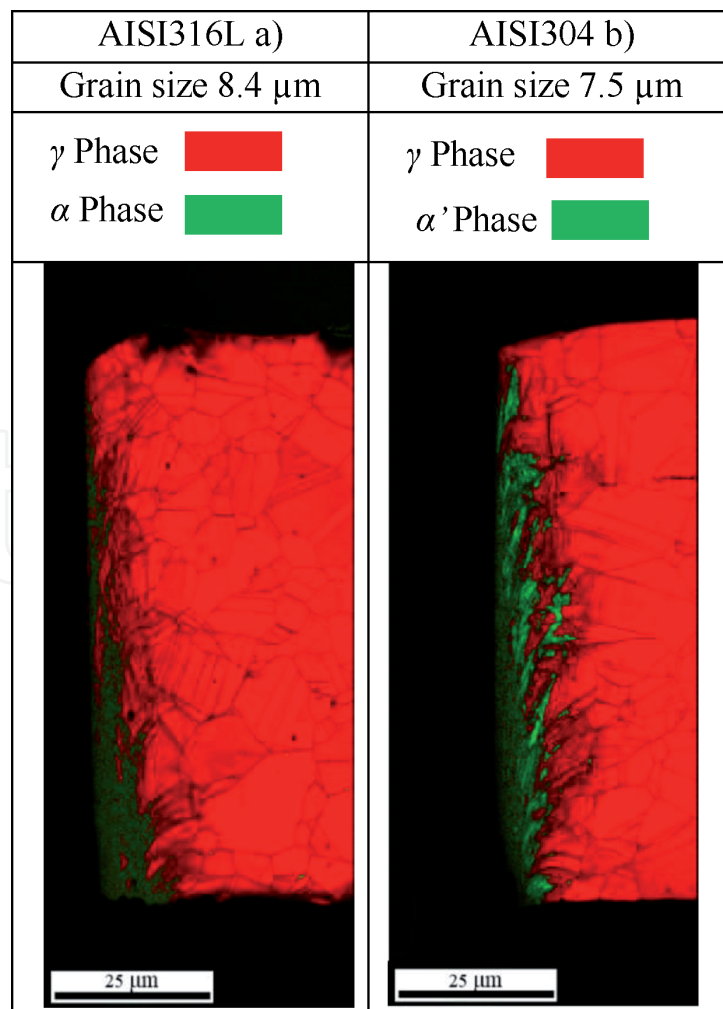 AISI316L a)
AISI304 b)
Grain size 8.4 µm
Grain size 7.5 µm
γ Phase
α Phase
γ Phase
α’ Phase
25 µm
25 µm